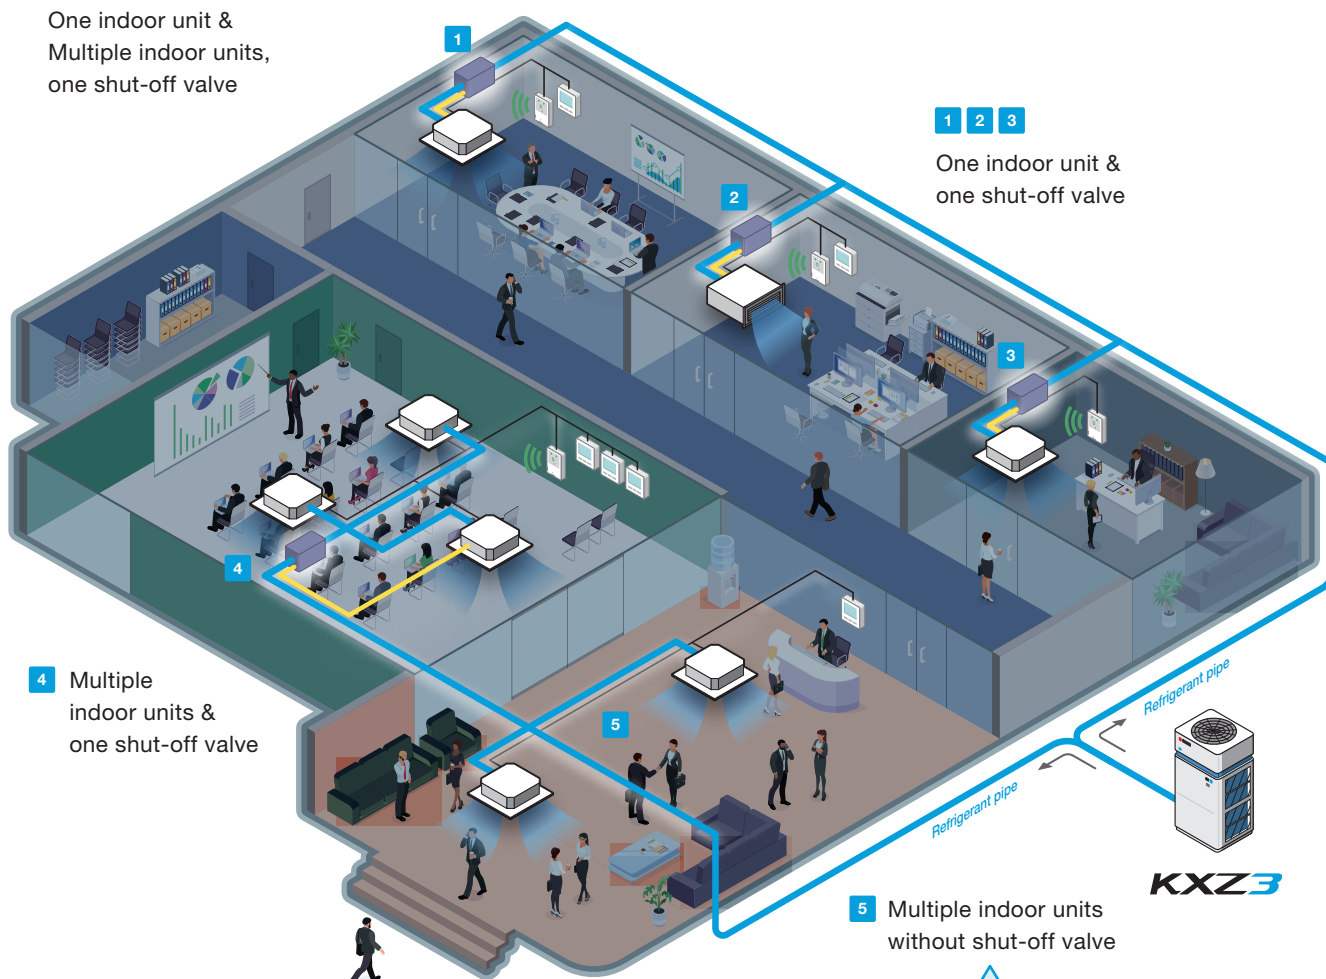 One indoor unit &
Multiple indoor units,
one shut-off valve
1
1 2 3
One indoor unit &
one shut-off valve
2
3
4
4 Multiple
indoor units &
one shut-off valve
5
Refrigerant pipe
Refrigerant pipe
KXZ3
5 Multiple indoor units
without shut-off valve